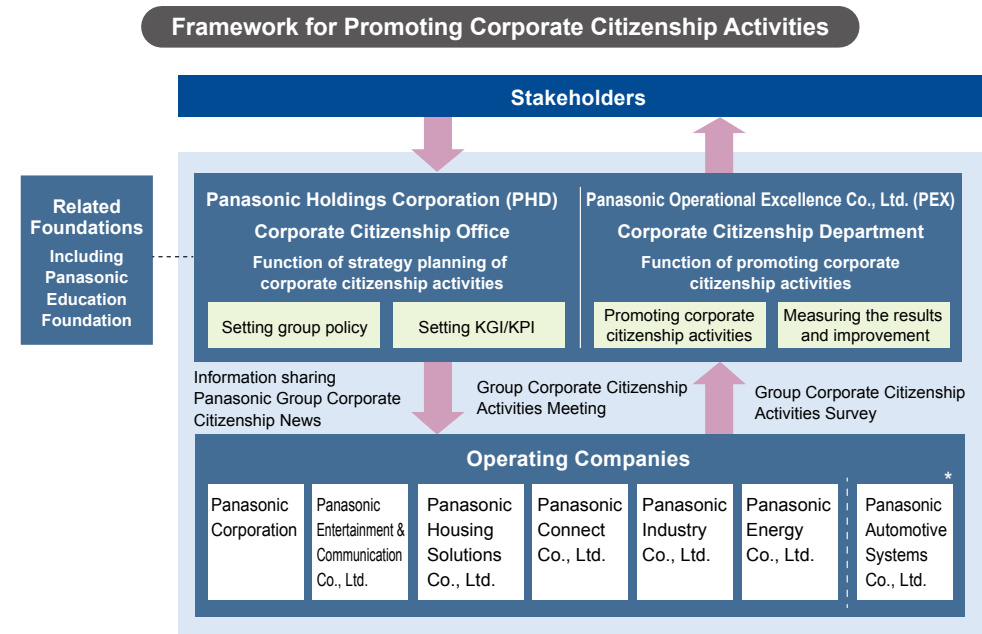 Framework for Promoting Corporate Citizenship Activities
Stakeholders
Related
Foundations
Including
Panasonic
Education
Foundation
Panasonic Holdings Corporation (PHD)
Corporate Citizenship Office
Function of strategy planning of
corporate citizenship activities
Setting group policy
Setting KGI/KPI
Panasonic Operational Excellence Co., Ltd. (PEX)
Corporate Citizenship Department
Function of promoting corporate
citizenship activities
Promoting corporate
citizenship activities
Measuring the results
and improvement
Information sharing
Panasonic Group Corporate
Citizenship News
Group Corporate Citizenship
Activities Meeting
Group Corporate Citizenship
Activities Survey
Operating Companies
Panasonic
Corporation
Panasonic
Entertainment &
Communication
Co., Ltd.
Panasonic
Housing
Solutions
Co., Ltd.
Panasonic
Connect
Co., Ltd.
Panasonic
Industry
Co., Ltd.
Panasonic
Energy
Co., Ltd.
*
Panasonic
Automotive
Systems
Co., Ltd.